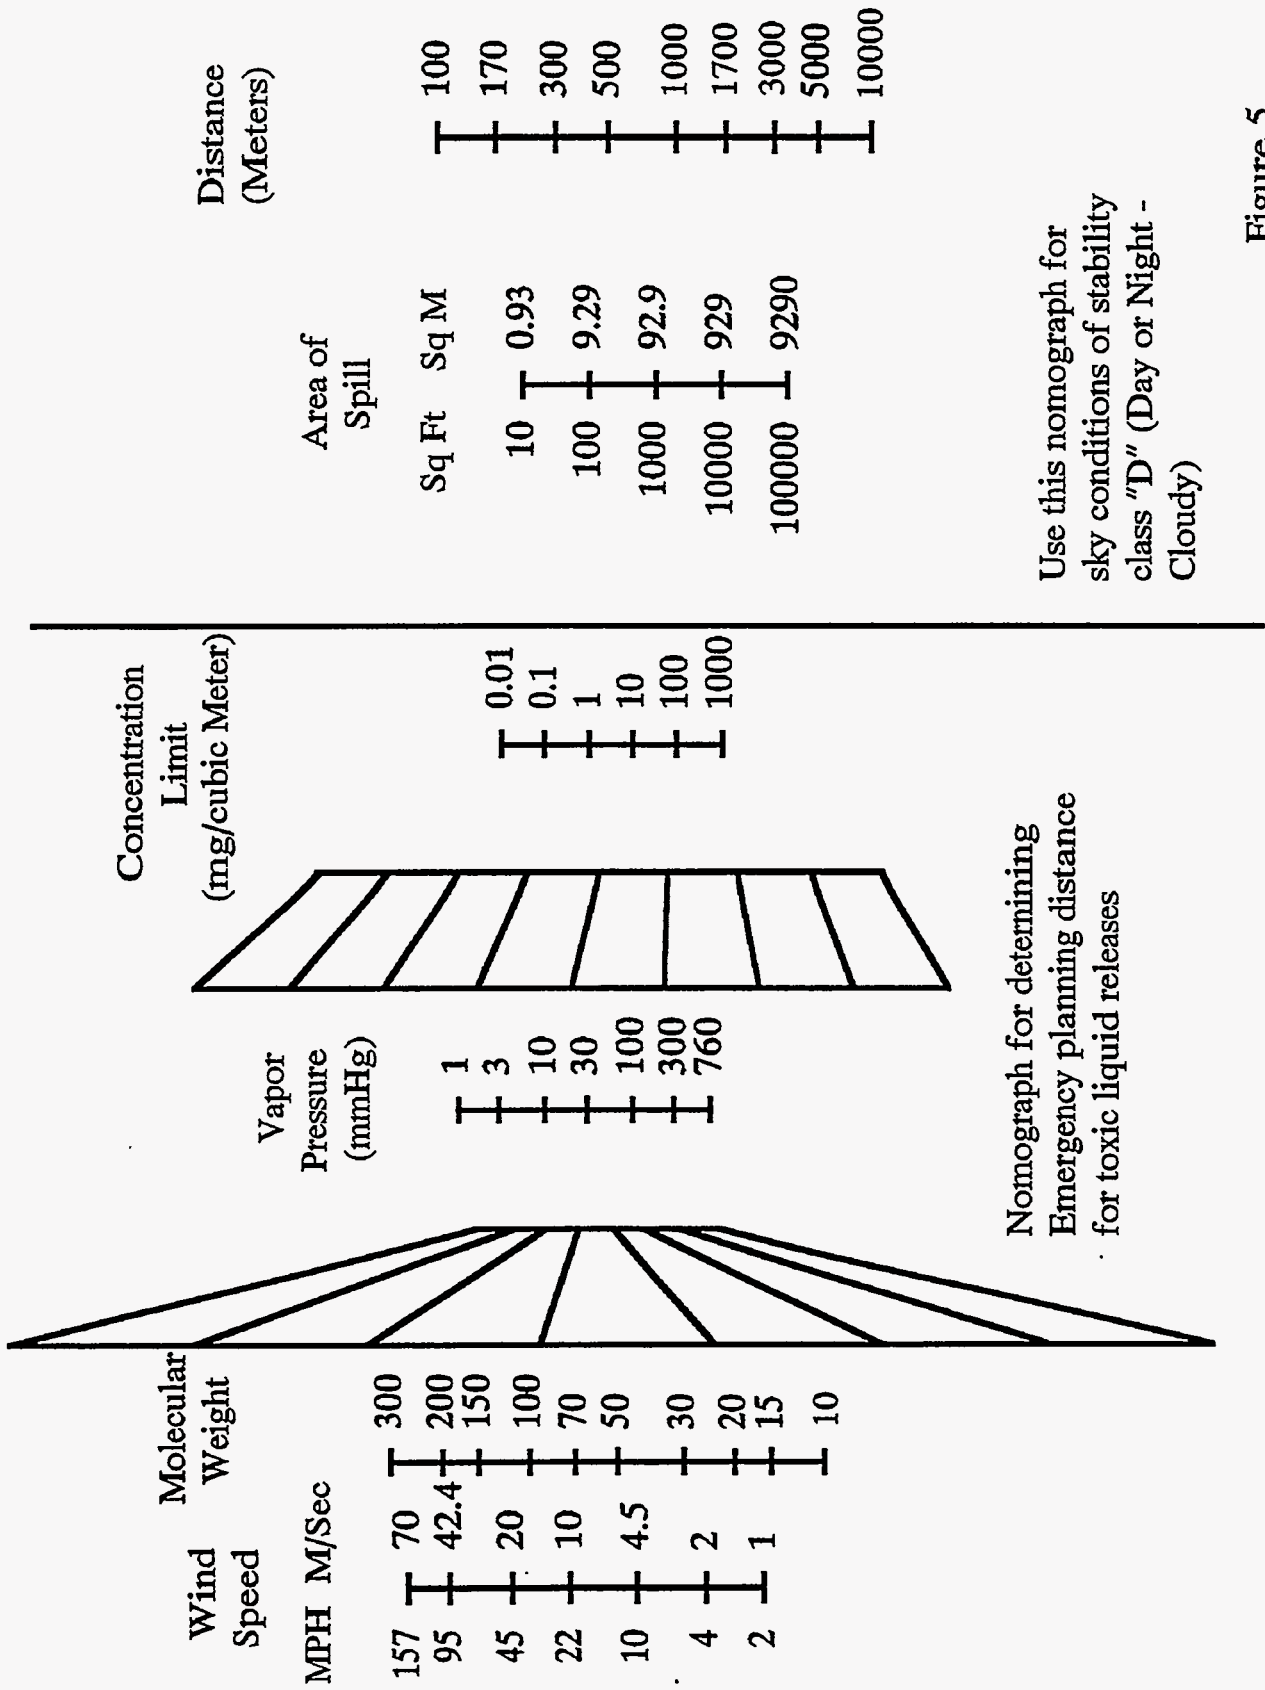 Wind
Speed
MPH M/Sec
157 70
95 42.4
45 20
22 10
10 4.5
4 2
2 1
Molecular
Weight
300
200
150
100
70
50
30
20
15
10
Vapor
Pressure
(mmHg)
1
3
10
30
100
300
760
Concentration
Limit
(mg/cubic Meter)
0.01
0.1
1
10
100
1000
Area of
Spill
Sq Ft Sq M
10 0.93
100 9.29
1000 92.9
10000 929
100000 9290
Distance
(Meters)
100
170
300
500
1000
1700
3000
5000
10000
Nomograph for deternining
Emergency planning distance
for toxic liquid releases
Use this nomograph for
sky conditions of stability
class "D" (Day or Night -
Cloudy)
Figure 5